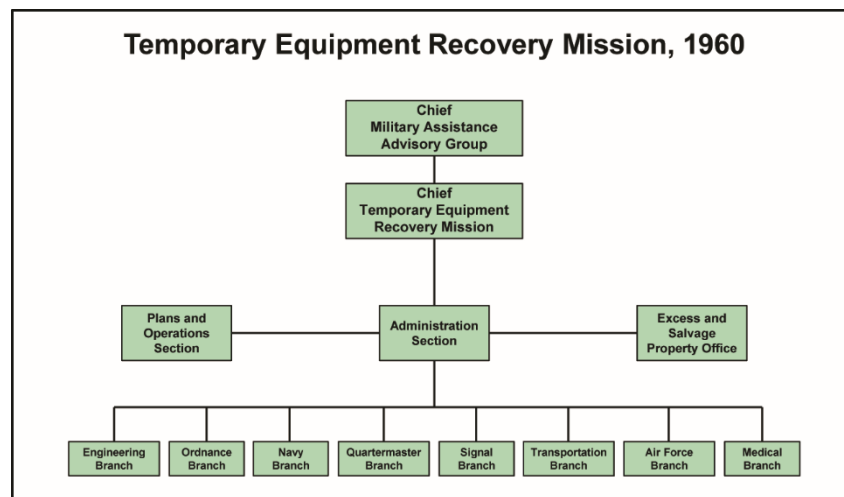 Temporary Equipment Recovery Mission, 1960
Chief
Military Assistance
Advisory Group
Chief
Temporary Equipment
Recovery Mission
Plans and
Operations
Section
Administration
Section
Excess and
Salvage
Property Office
Engineering
Branch
Ordnance
Branch
Navy
Branch
Quartermaster
Branch
Signal
Branch
Transportation
Branch
Air Force
Branch
Medical
Branch